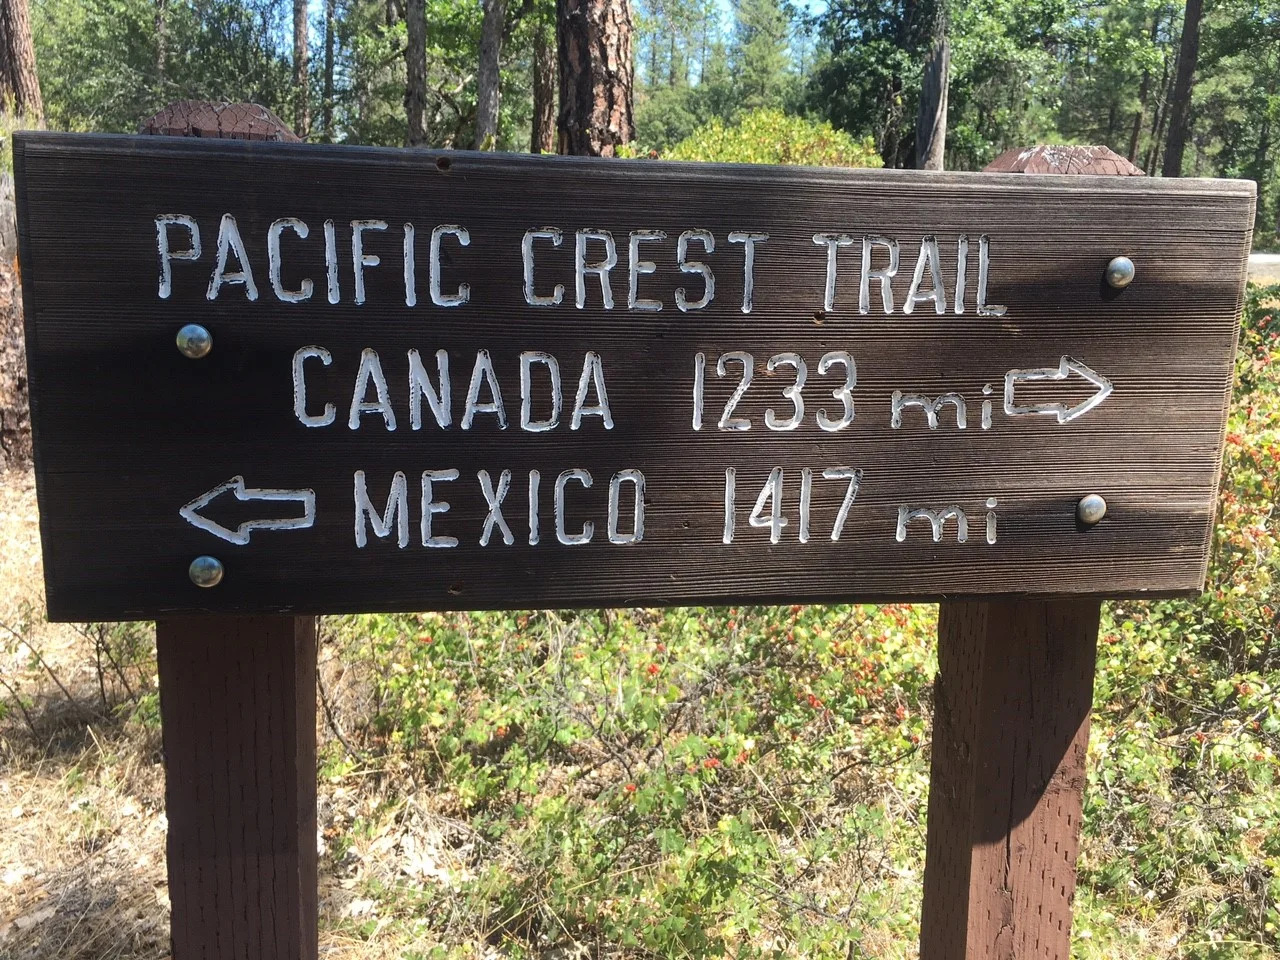 PACIFIC CREST TRAIL
CANADA 1233 mi
MEXICO 1417 mi